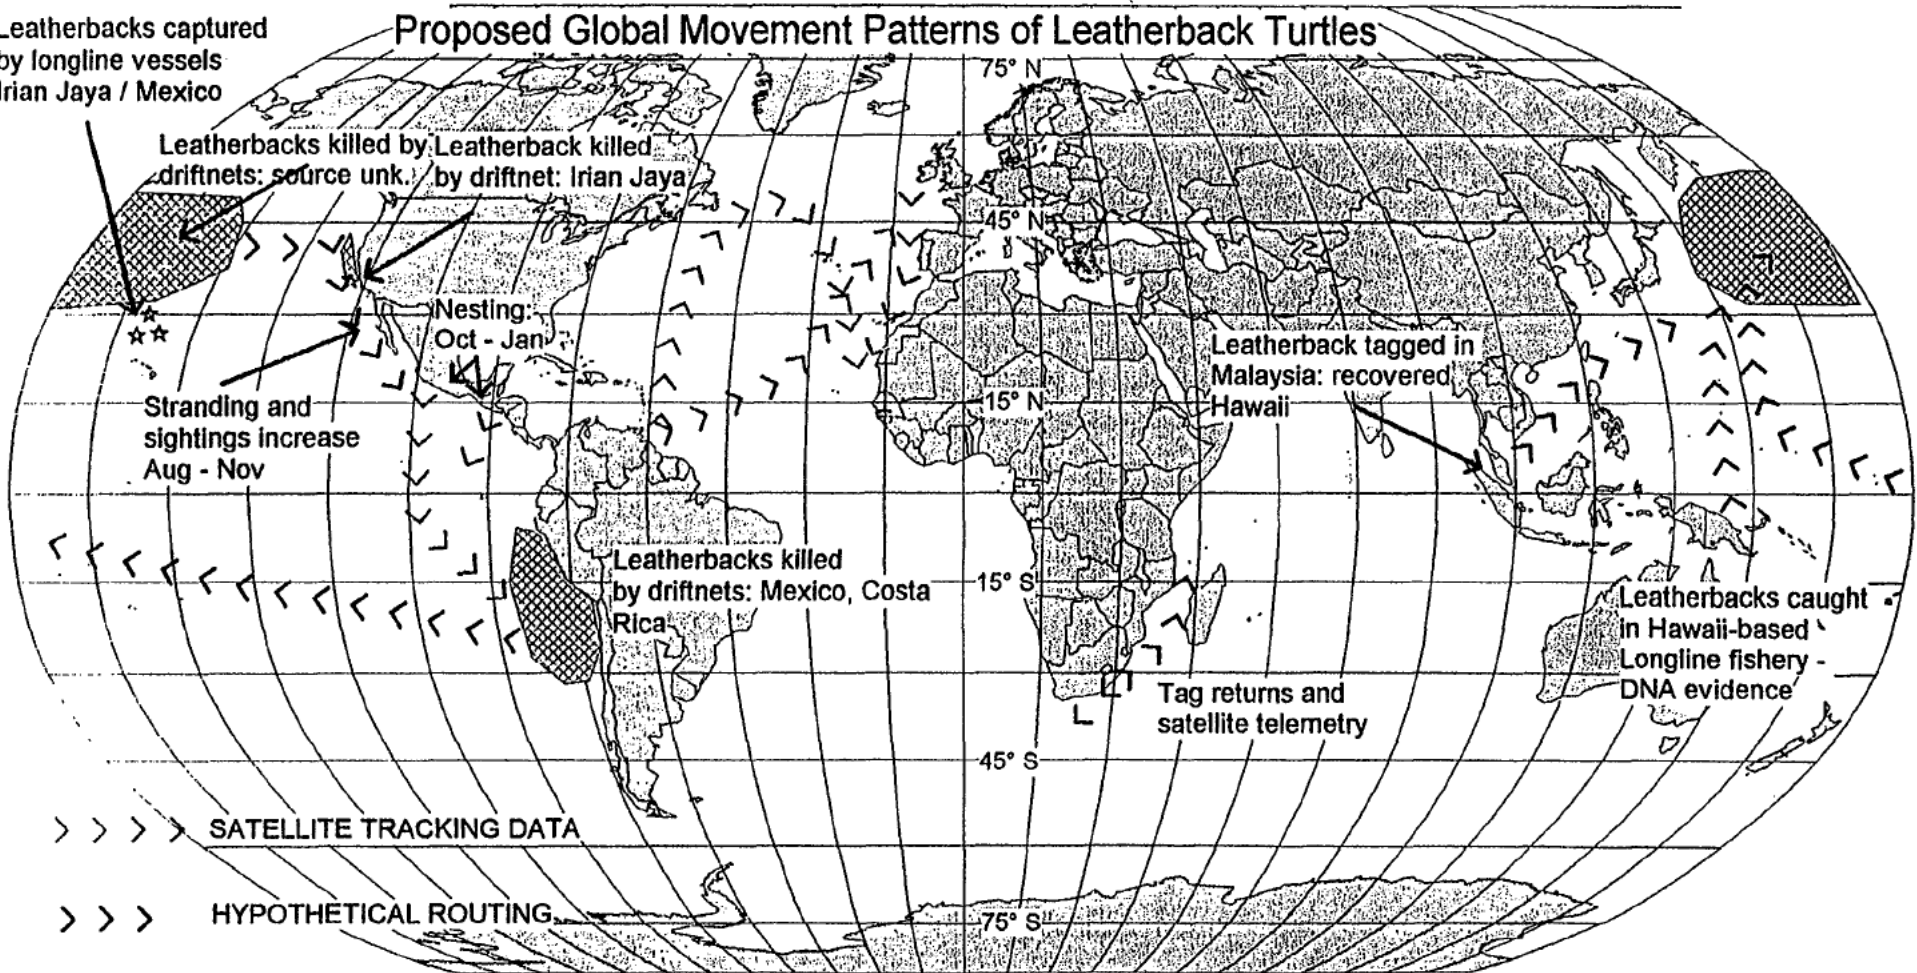 Proposed Global Movement Patterns of Leatherback Turtles
Leatherbacks captured
by longline vessels
Irian Jaya / Mexico
75° N
Leatherbacks killed by
driftnets: source unk.
Leatherback killed
by driftnet: Irian Jaya
45° N
Nesting:
Oct - Jan
Leatherback tagged in
Malaysia: recovered
Hawaii
Stranding and
sightings increase
Aug - Nov
15° N
Leatherbacks killed
by driftnets: Mexico, Costa
Rica
15° S
Leatherbacks caught
in Hawaii-based
Longline fishery -
DNA evidence
Tag returns and
satellite telemetry
45° S
SATELLITE TRACKING DATA
HYPOTHETICAL ROUTING
75° S